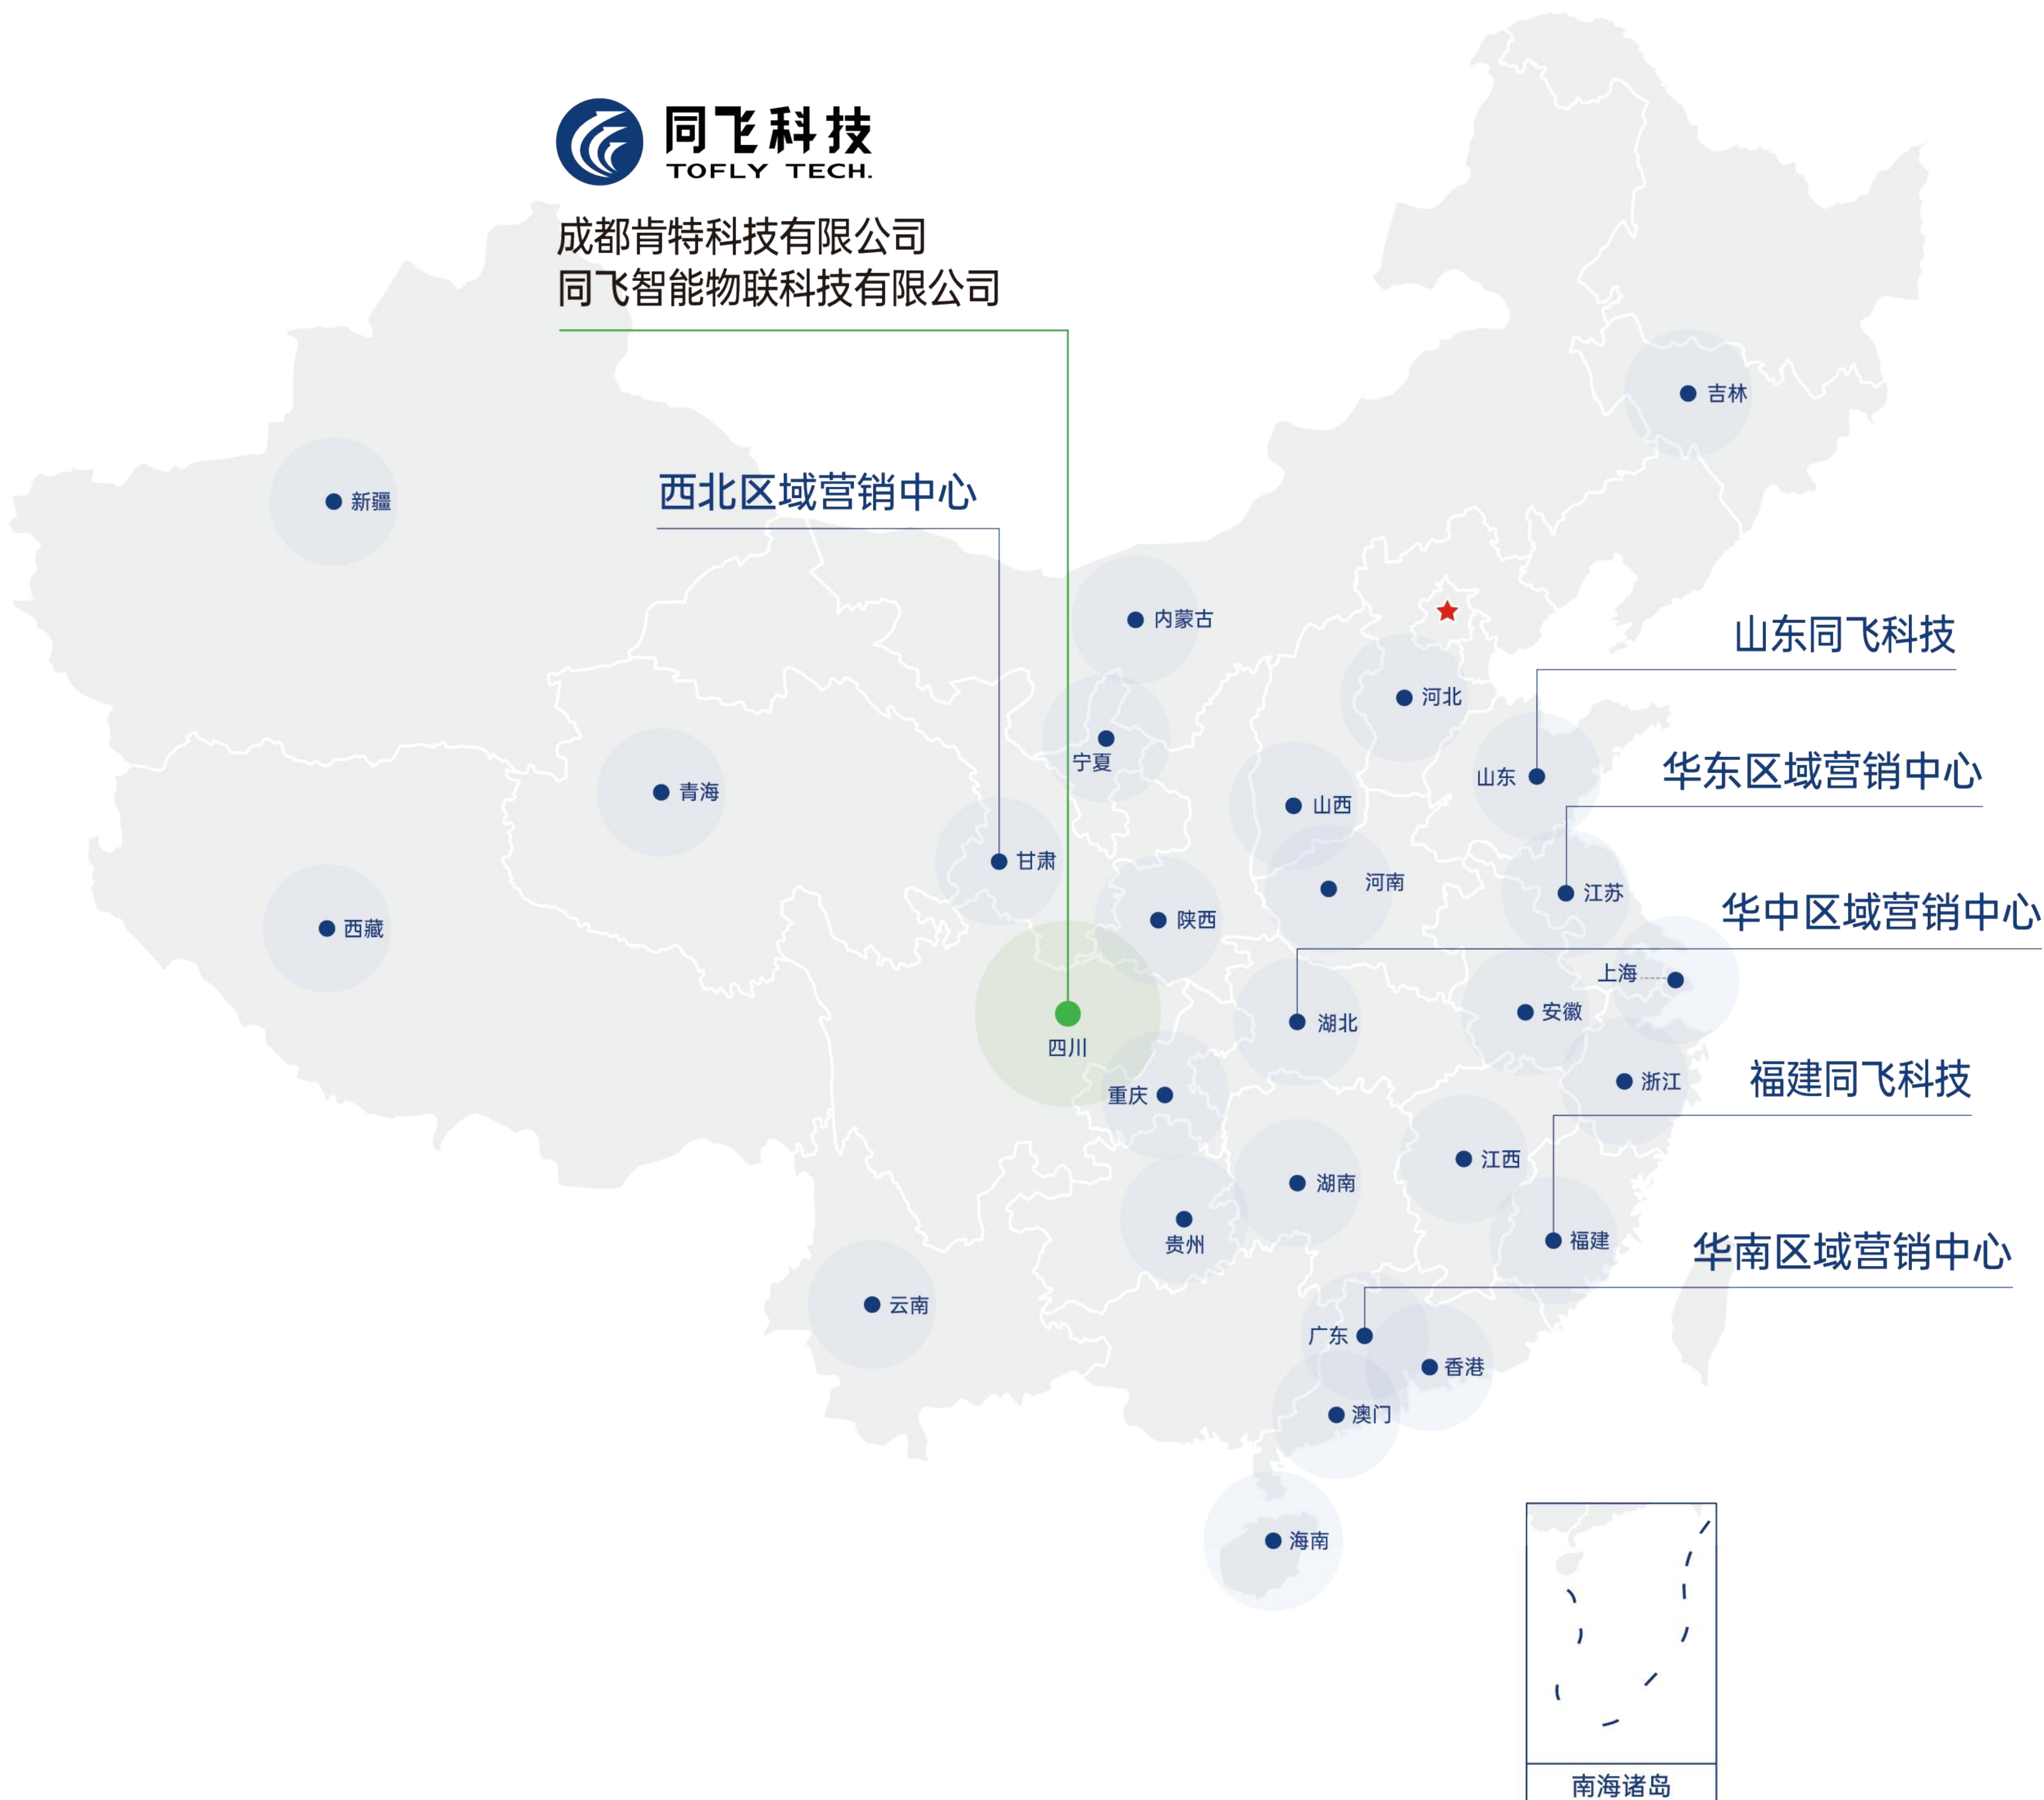 同飞科技
TOFLY TECH.
成都肯特科技有限公司
同飞智能物联科技有限公司
吉林
西北区域营销中心
新疆
内蒙古
山东同飞科技
河北
宁夏
华东区域营销中心
山东
青海
山西
甘肃
河南
江苏
华中区域营销中心
陕西
西藏
上海
安徽
湖北
四川
福建同飞科技
浙江
重庆
江西
湖南
贵州
福建
华南区域营销中心
云南
广东
香港
澳门
海南
南海诸岛